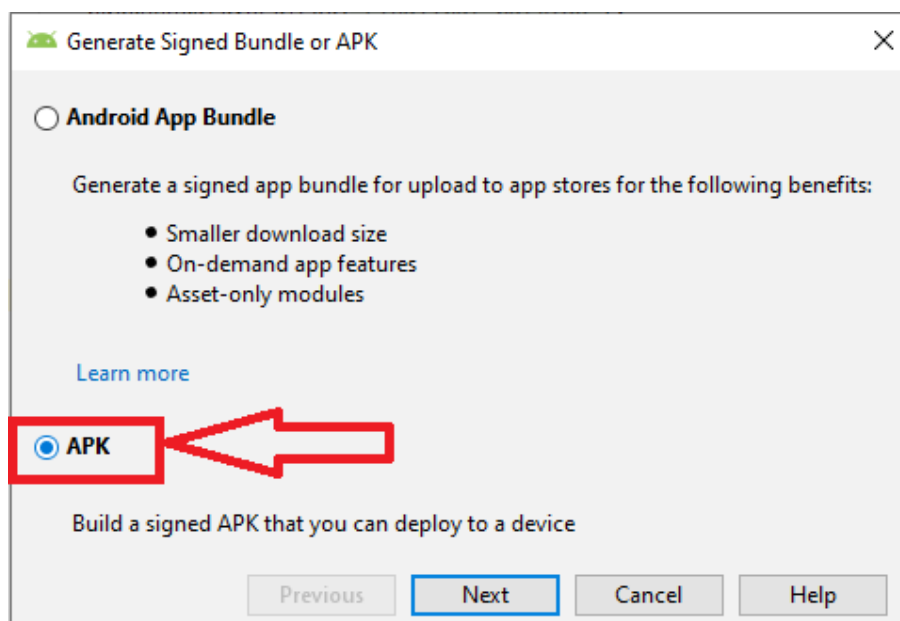 Generate Signed Bundle or APK
Android App Bundle
Generate a signed app bundle for upload to app stores for the following benefits:
Smaller download size
On-demand app features
Asset-only modules
Learn more
APK
Build a signed APK that you can deploy to a device
Previous Next Cancel Help